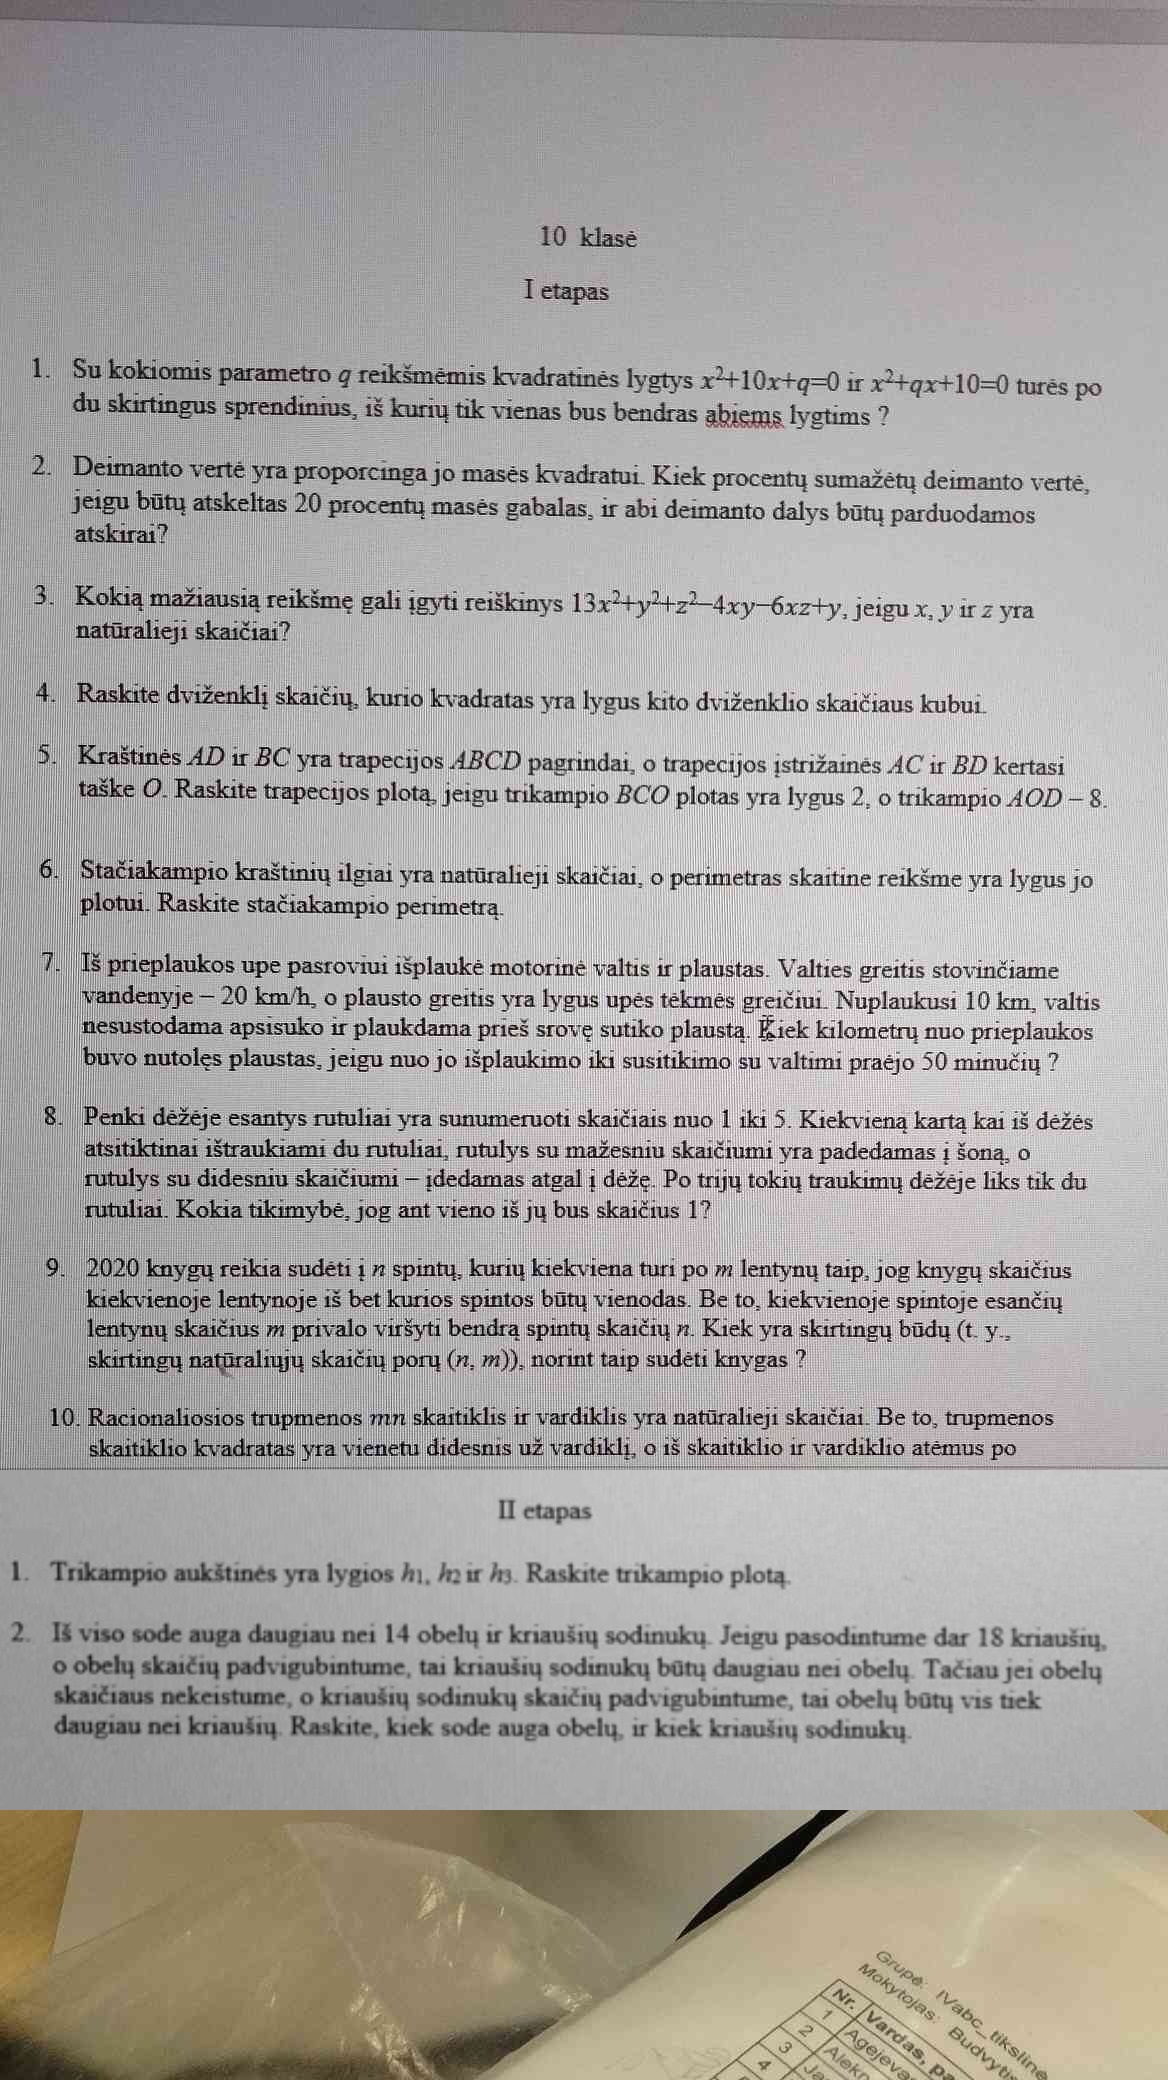 10 klasė
I etapas
1. Su kokiomis parametro q reikšmėmis kvadratinės lygtys x²+10x+q=0 ir x²+qx+10=0 turės po
du skirtingus sprendinius, iš kurių tik vienas bus bendras abiems lygtims ?
2. Deimanto vertė yra proporcinga jo masės kvadratui. Kiek procentų sumažėtų deimanto vertė,
jeigu būtų atskeltas 20 procentų masės gabalas, ir abi deimanto dalys būtų parduodamos
atskirai?
3. Kokią mažiausią reikšmę gali įgyti reiškinys 13x²+y²+z²–4xy–6xz+y, jeigu x, y ir z yra
natūralieji skaičiai?
4. Raskite dviženklį skaičių, kurio kvadratas yra lygus kito dviženklio skaičiaus kubui.
5. Kraštinės AD ir BC yra trapecijos ABCD pagrindai, o trapecijos įstrižainės AC ir BD kertasi
taške O. Raskite trapecijos plotą, jeigu trikampio BCO plotas yra lygus 2, o trikampio AOD – 8.
6. Stačiakampio kraštinių ilgiai yra natūralieji skaičiai, o perimetras skaitine reikšme yra lygus jo
plotui. Raskite stačiakampio perimetrą.
7. Iš prieplaukos upe pasroviui išplaukė motorinė valtis ir plaustas. Valties greitis stovinčiame
vandenyje – 20 km/h, o plausto greitis yra lygus upės tėkmės greičiui. Nuplaukusi 10 km, valtis
nesustodama apsisuko ir plaukdama prieš srovę sutiko plaustą. Kiek kilometrų nuo prieplaukos
buvo nutolęs plaustas, jeigu nuo jo išplaukimo iki susitikimo su valtimi praėjo 50 minučių ?
8. Penki dėžėje esantys rutuliai yra sunumeruoti skaičiais nuo 1 iki 5. Kiekvieną kartą kai iš dėžės
atsitiktinai ištraukiami du rutuliai, rutulys su mažesniu skaičiumi yra padedamas į šoną, o
rutulys su didesniu skaičiumi – įdedamas atgal į dėžę. Po trijų tokių traukimų dėžėje liks tik du
rutuliai. Kokia tikimybė, jog ant vieno iš jų bus skaičius 1?
9. 2020 knygų reikia sudėti į n spintų, kurių kiekviena turi po m lentynų taip, jog knygų skaičius
kiekvienoje lentynoje iš bet kurios spintos būtų vienodas. Be to, kiekvienoje spintoje esančių
lentynų skaičius m privalo viršyti bendrą spintų skaičių n. Kiek yra skirtingų būdų (t. y.,
skirtingų natūraliųjų skaičių porų (n, m)), norint taip sudėti knygas ?
10. Racionaliosios trupmenos mn skaitiklis ir vardiklis yra natūralieji skaičiai. Be to, trupmenos
skaitiklio kvadratas yra vienetu didesnis už vardiklį, o iš skaitiklio ir vardiklio atėmus po
II etapas
1. Trikampio aukštinės yra lygios h1, h2 ir h3. Raskite trikampio plotą.
2. Iš viso sode auga daugiau nei 14 obelų ir kriaušių sodinukų. Jeigu pasodintume dar 18 kriaušių,
o obelų skaičių padvigubintume, tai kriaušių sodinukų būtų daugiau nei obelų. Tačiau jei obelų
skaičiaus nekeistume, o kriaušių sodinukų skaičių padvigubintume, tai obelų būtų vis tiek
daugiau nei kriaušių. Raskite, kiek sode auga obelų, ir kiek kriaušių sodinukų.
Grupė: IVabc_tikslinė
Mokytojas:
Nr. Vardas,
1
2
3
4